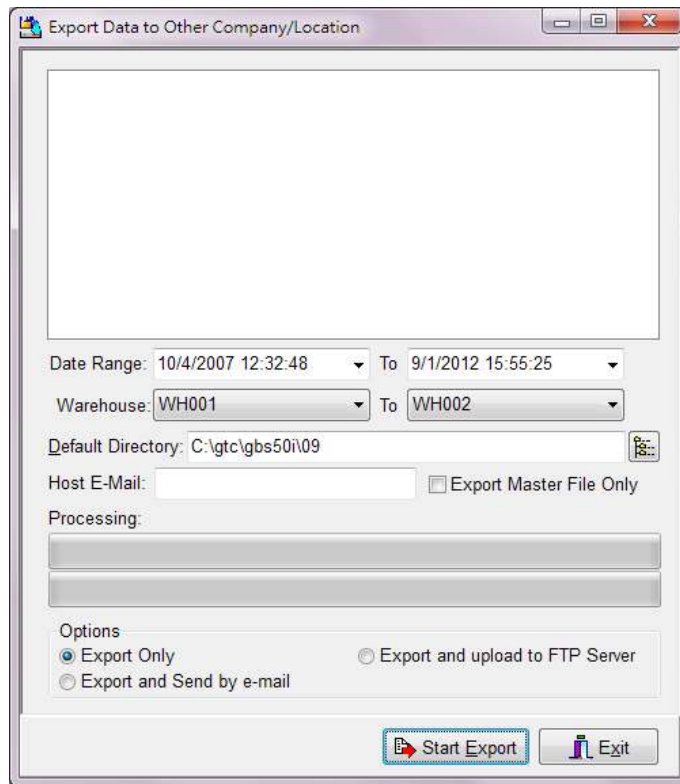 Export Data to Other Company/Location
Date Range: 10/4/2007 12:32:48 To 9/1/2012 15:55:25
Warehouse: WH001 To WH002
Default Directory: C:\gtc\gbs50i\09
Host E-Mail: Export Master File Only
Processing:
Options
Export Only Export and upload to FTP Server
Export and Send by e-mail
Start Export Exit